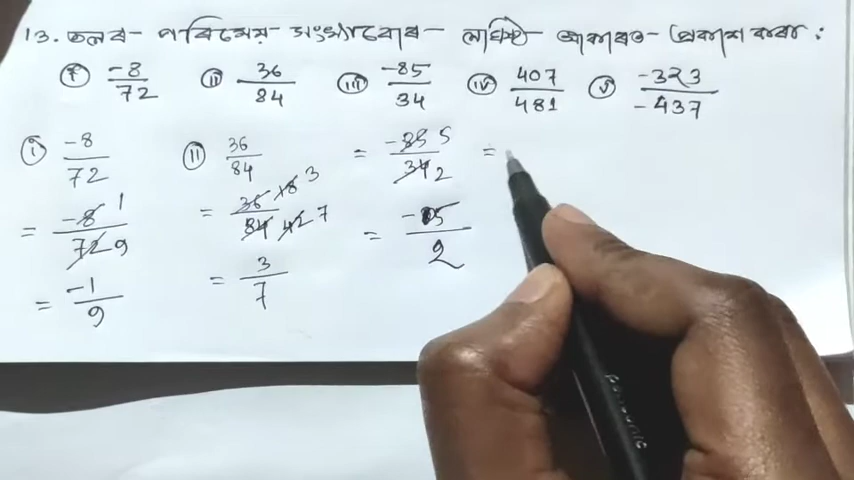 13. তলৰ পৰিমেয় সংখ্যাবোৰ লঘিষ্ঠ আকাৰত প্ৰকাশ কৰা :
(i) -8/72 (ii) 36/84 (iii) -85/34 (iv) 407/481 (v) -323/-437
(i) -8/72
= -8 1/72 9
= -1/9
(ii) 36/84
= 36 18 3/84 42 7
= 3/7
= -85 5/34 2
= -5/2
=
Panasonic